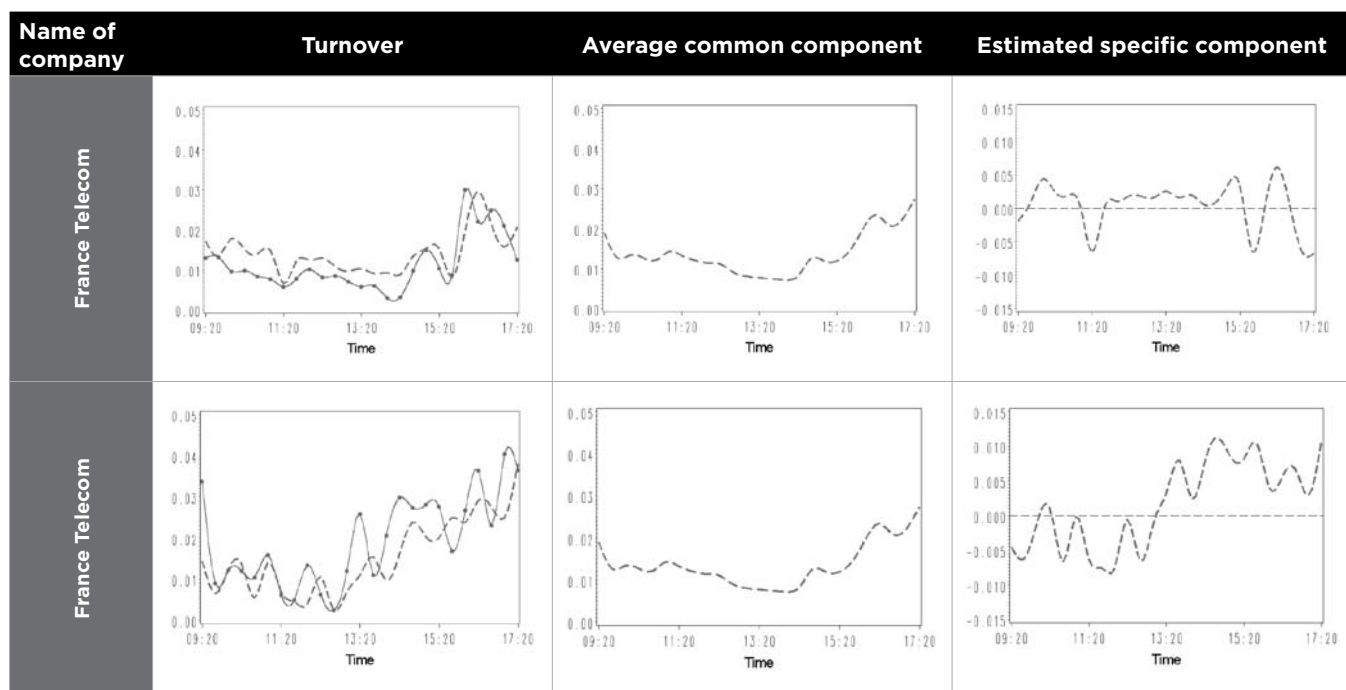 Name of
company
Turnover
Average common component
Estimated specific component
France Telecom
0.05
0.04
0.03
0.02
0.01
0.00
09:20 11:20 13:20 15:20 17:20
Time
0.05
0.04
0.03
0.02
0.01
0.00
09:20 11:20 13:20 15:20 17:20
Time
0.015
0.010
0.005
0.000
-0.005
-0.010
-0.015
09:20 11:20 13:20 15:20 17:20
Time
France Telecom
0.05
0.04
0.03
0.02
0.01
0.00
09:20 11:20 13:20 15:20 17:20
Time
0.05
0.04
0.03
0.02
0.01
0.00
09:20 11:20 13:20 15:20 17:20
Time
0.015
0.010
0.005
0.000
-0.005
-0.010
-0.015
09:20 11:20 13:20 15:20 17:20
Time